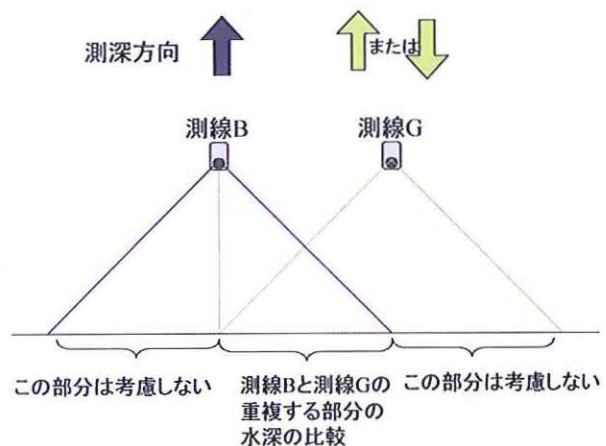 測深方向
または
測線B
測線G
この部分は考慮しない
測線Bと測線Gの
重複する部分の
水深の比較
この部分は考慮しない